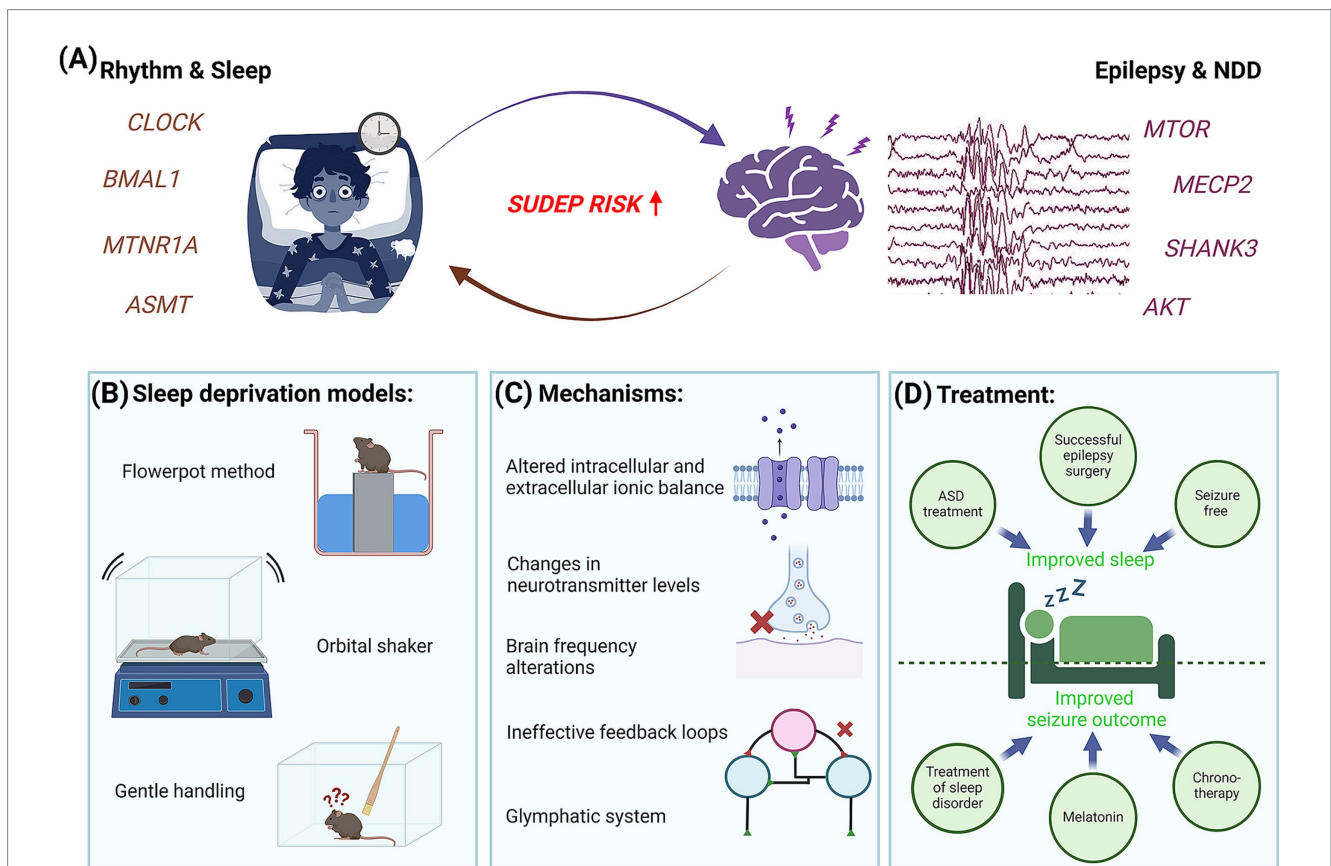 (A) Rhythm & Sleep
Epilepsy & NDD
CLOCK
BMAL1
MTNR1A
ASMT
SUDEP RISK
MTOR
MECP2
SHANK3
AKT
(B) Sleep deprivation models:
Flowerpot method
Orbital shaker
Gentle handling
???
(C) Mechanisms:
Altered intracellular and
extracellular ionic balance
Changes in
neurotransmitter levels
Brain frequency
alterations
Ineffective feedback loops
Glymphatic system
(D) Treatment:
ASD
treatment
Successful
epilepsy
surgery
Seizure
free
Improved sleep
z z Z
Improved
seizure outcome
Treatment
of sleep
disorder
Melatonin
Chrono-
therapy